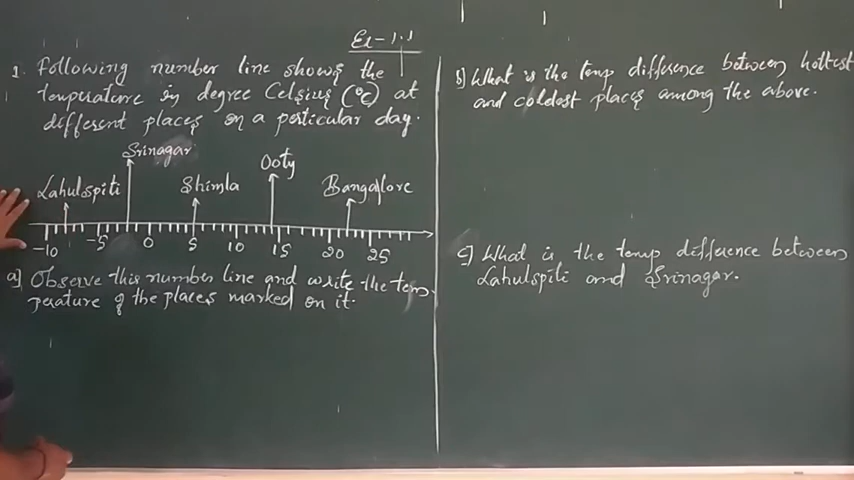 Ex-1.1
1. Following number line shows the
temperature in degree Celsius (°C) at
different places on a perticular day.
Srinagar
Ooty
Lahulspiti
Shimla
Bangalore
-10 -5 0 5 10 15 20 25
a) Observe this number line and write the tem
perature of the places marked on it.
b) What is the temp difference between hottest
and coldest places among the above.
c) What is the temp difference between
Lahulspiti and Srinagar.